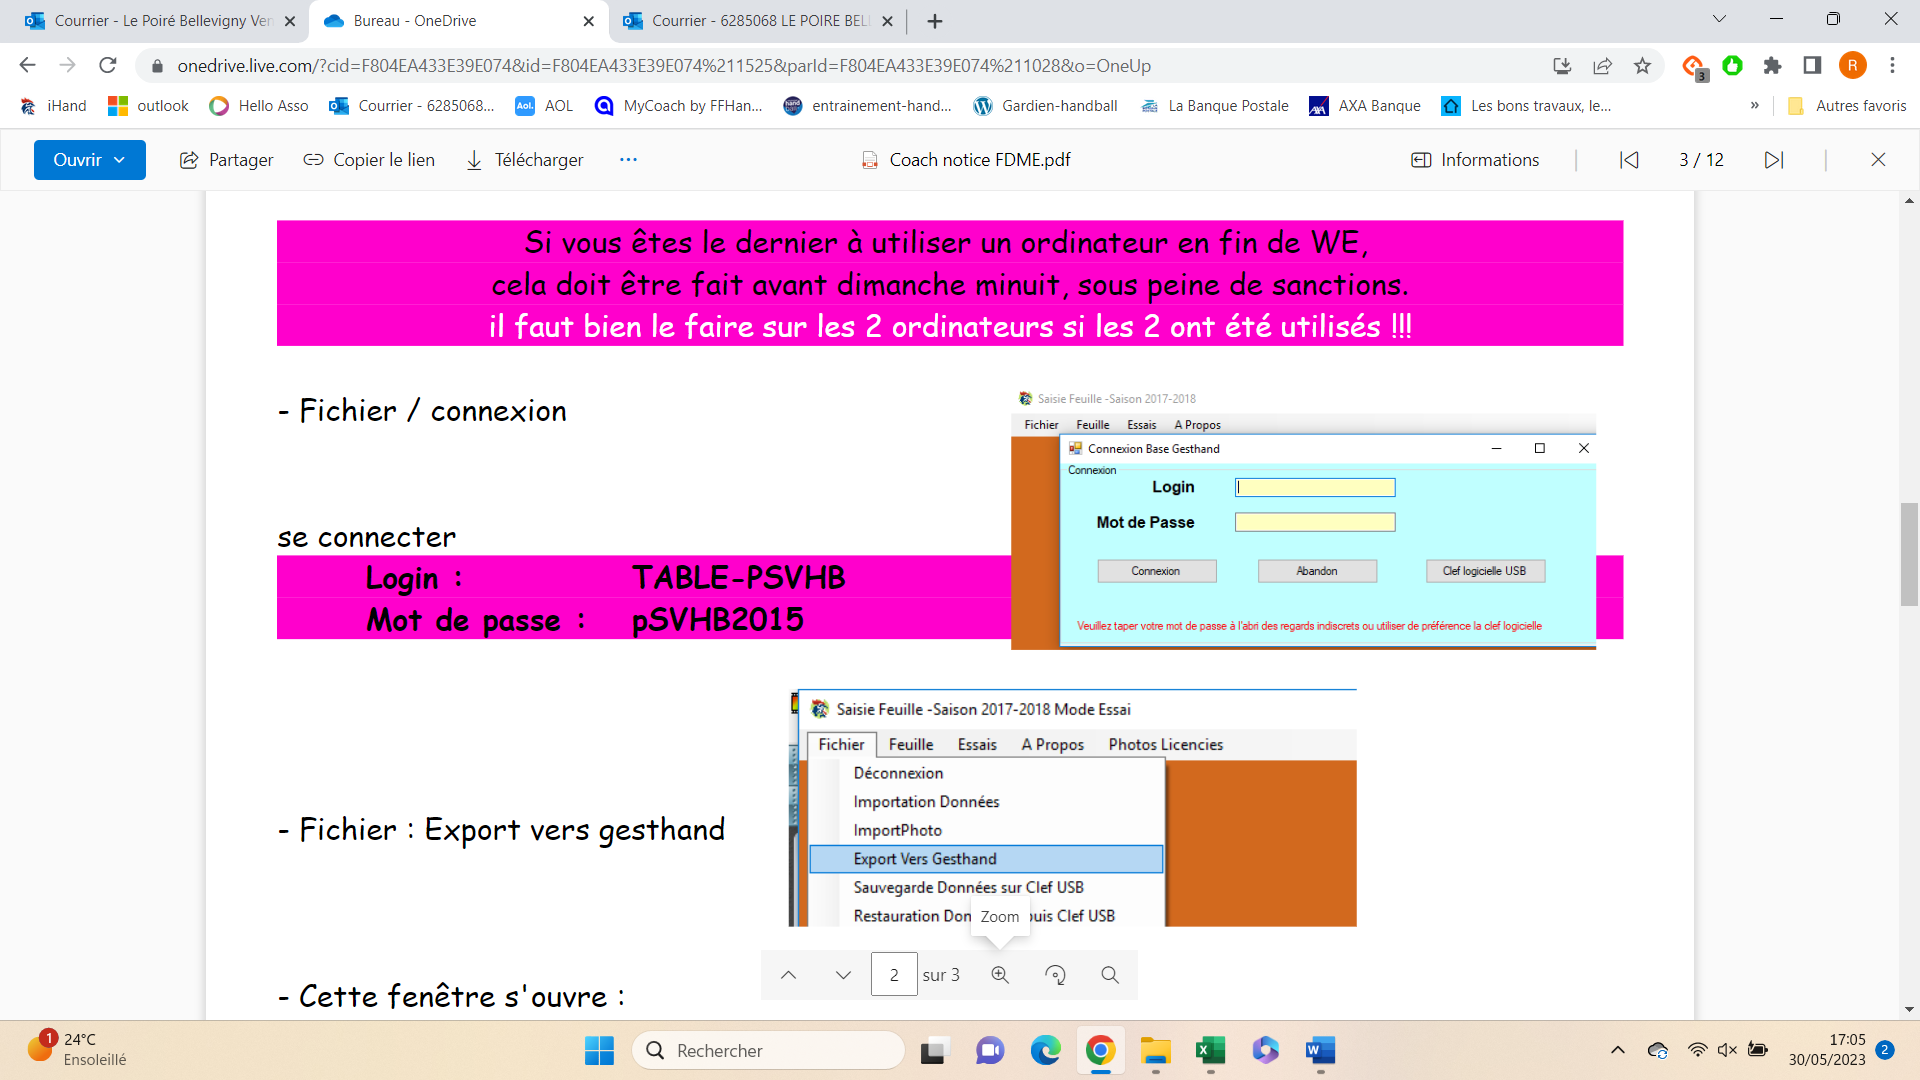 Courrier - Le Poiré Bellevigny Ven
Bureau - OneDrive
Courrier - 6285068 LE POIRE BEL
onedrive.live.com/?cid=F804EA433E39E074&id=F804EA433E39E074%211525&parId=F804EA433E39E074%211028&o=OneUp
3
R
iHand
outlook
Hello Asso
Courrier - 6285068...
Aol.
AOL
MyCoach by FFHan...
entrainement-hand...
Gardien-handball
La Banque Postale
AXA Banque
Les bons travaux, le...
»
Autres favoris
Ouvrir
Partager
Copier le lien
Télécharger
...
Coach notice FDME.pdf
Informations
3 / 12
Si vous êtes le dernier à utiliser un ordinateur en fin de WE,
cela doit être fait avant dimanche minuit, sous peine de sanctions.
il faut bien le faire sur les 2 ordinateurs si les 2 ont été utilisés !!!
- Fichier / connexion
Saisie Feuille -Saison 2017-2018
Fichier Feuille Essais A Propos
Connexion Base Gesthand
Connexion
Login
Mot de Passe
Connexion
Abandon
Clef logicielle USB
Veuillez taper votre mot de passe à l'abri des regards indiscrets ou utiliser de préférence la clef logicielle
se connecter
Login : TABLE-PSVHB
Mot de passe : pSVHB2015
Saisie Feuille -Saison 2017-2018 Mode Essai
Fichier Feuille Essais A Propos Photos Licencies
Déconnexion
Importation Données
ImportPhoto
Export Vers Gesthand
Sauvegarde Données sur Clef USB
Restauration Don
uis Clef USB
- Fichier : Export vers gesthand
Zoom
2 sur 3
- Cette fenêtre s'ouvre :
1
24°C
Ensoleillé
Rechercher
17:05
30/05/2023
2